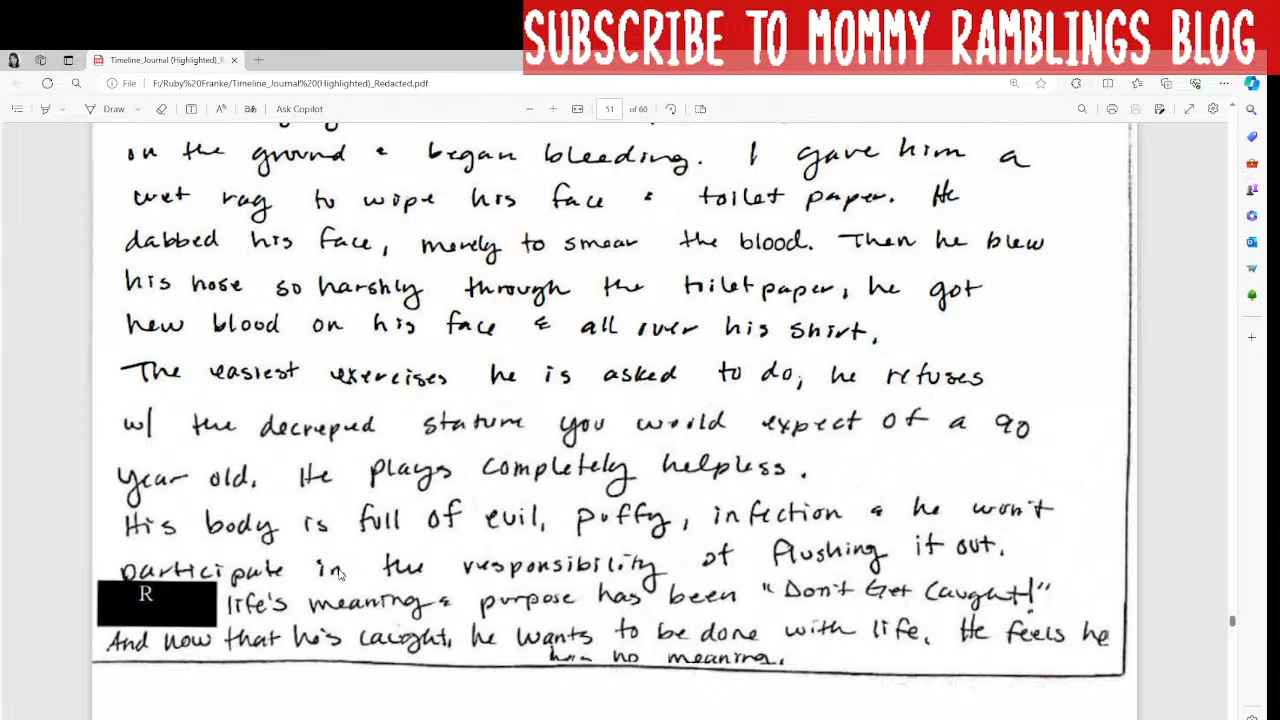 SUBSCRIBE TO MOMMY RAMBLINGS BLOG
Timeline_Journal (Highlighted)_R
File F:/Ruby%20Franke/Timeline_Journal%20(Highlighted)_Redacted.pdf
Draw Ask Copilot 51 of 60
on the ground & began bleeding. I gave him a
wet rag to wipe his face & toilet paper. He
dabbed his face, merely to smear the blood. Then he blew
his nose so harshly through the toilet paper, he got
new blood on his face & all over his shirt.
The easiest exercises he is asked to do, he refuses
w/ the decreped stature you would expect of a 90
year old. He plays completely helpless.
His body is full of evil, puffy, infection & he won't
participate in the responsibility of flushing it out.
R life's meaning & purpose has been "Don't Get Caught!"
And now that he's caught, he wants to be done with life. He feels he
has no meaning.